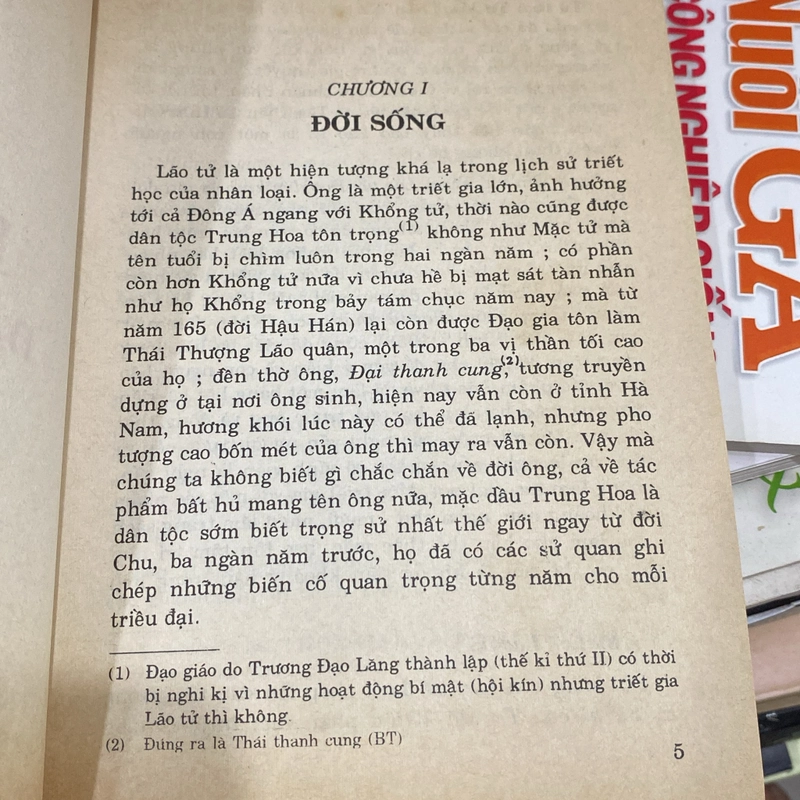 CHƯƠNG I
ĐỜI SỐNG
Lão tử là một hiện tượng khá lạ trong lịch sử triết
học của nhân loại. Ông là một triết gia lớn, ảnh hưởng
tới cả Đông Á ngang với Khổng tử, thời nào cũng được
dân tộc Trung Hoa tôn trọng(1) không như Mặc tử mà
tên tuổi bị chìm luôn trong hai ngàn năm ; có phần
còn hơn Khổng tử nữa vì chưa hề bị mạt sát tàn nhẫn
như họ Khổng trong bảy tám chục năm nay ; mà từ
năm 165 (đời Hậu Hán) lại còn được Đạo gia tôn làm
Thái Thượng Lão quân, một trong ba vị thần tối cao
của họ ; đền thờ ông, Đại thanh cung,(2) tương truyền
dựng ở tại nơi ông sinh, hiện nay vẫn còn ở tỉnh Hà
Nam, hương khói lúc này có thể đã lạnh, nhưng pho
tượng cao bốn mét của ông thì may ra vẫn còn. Vậy mà
chúng ta không biết gì chắc chắn về đời ông, cả về tác
phẩm bất hủ mang tên ông nữa, mặc dầu Trung Hoa là
dân tộc sớm biết trọng sử nhất thế giới ngay từ đời
Chu, ba ngàn năm trước, họ đã có các sử quan ghi
chép những biến cố quan trọng từng năm cho mỗi
triều đại.
(1) Đạo giáo do Trương Đạo Lăng thành lập (thế kỉ thứ II) có thời
bị nghi kị vì những hoạt động bí mật (hội kín) nhưng triết gia
Lão tử thì không.
(2) Đúng ra là Thái thanh cung (BT)
5
NUÔI
GÀ
CÔNG NGHIỆP